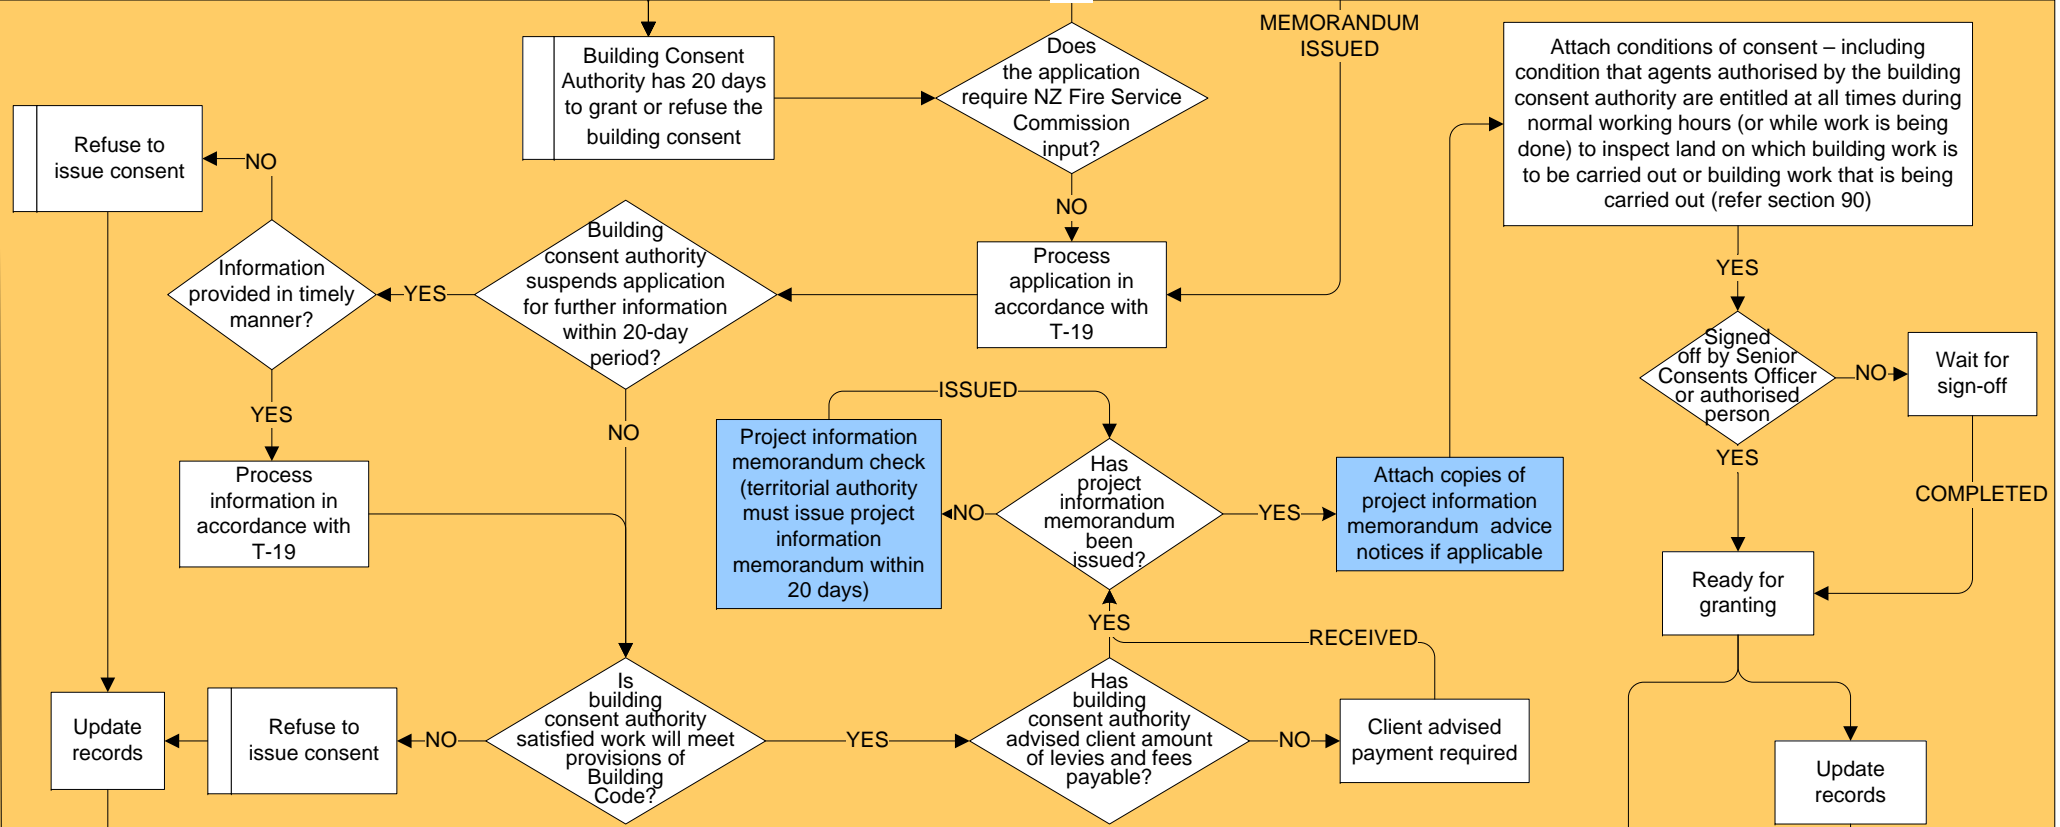 Building Consent
Authority has 20 days
to grant or refuse the
building consent
Does
the application
require NZ Fire Service
Commission
input?
MEMORANDUM
ISSUED
Attach conditions of consent – including
condition that agents authorised by the building
consent authority are entitled at all times during
normal working hours (or while work is being
done) to inspect land on which building work is
to be carried out or building work that is being
carried out (refer section 90)
Refuse to
issue consent
NO
NO
Building
consent authority
suspends application
for further information
within 20-day
period?
Process
application in
accordance with
T-19
YES
Information
provided in timely
manner?
YES
YES
Signed
off by Senior
Consents Officer
or authorised
person
NO
Wait for
sign-off
YES
NO
ISSUED
Project information
memorandum check
(territorial authority
must issue project
information
memorandum within
20 days)
NO
Has
project
information
memorandum
been
issued?
YES
Attach copies of
project information
memorandum advice
notices if applicable
YES
COMPLETED
Process
information in
accordance with
T-19
Ready for
granting
YES
RECEIVED
Update
records
Refuse to
issue consent
NO
Is
building
consent authority
satisfied work will meet
provisions of
Building
Code?
YES
Has
building
consent authority
advised client amount
of levies and fees
payable?
NO
Client advised
payment required
Update
records